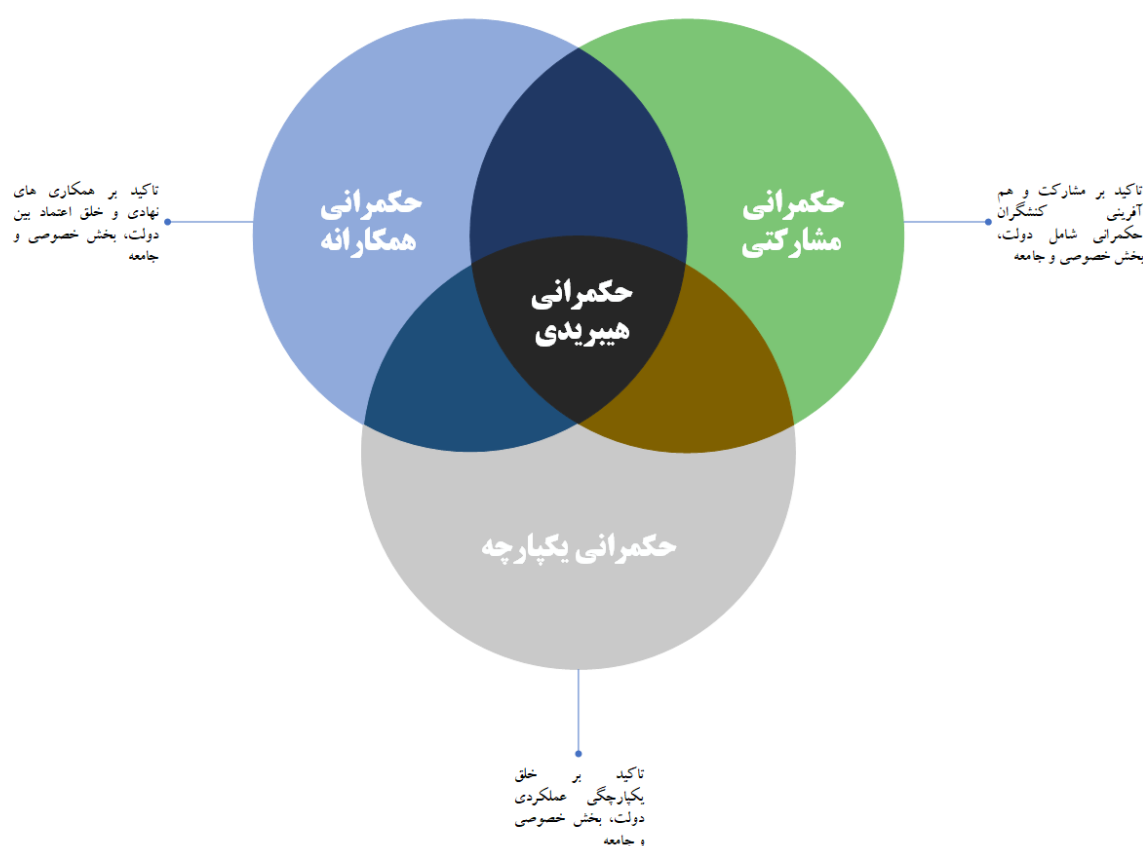 حکمرانی
همکارانه
حکمرانی
مشارکتی
تاکید بر همکاری های
نهادی و خلق اعتماد بین
دولت، بخش خصوصی و
جامعه
تاکید بر مشارکت و هم
آفرینی کنشگران
حکمرانی شامل دولت،
بخش خصوصی و جامعه
حکمرانی
هیبریدی
حکمرانی یکپارچه
تاکید بر خلق
یکپارچگی عملکردی
دولت، بخش خصوصی
و جامعه